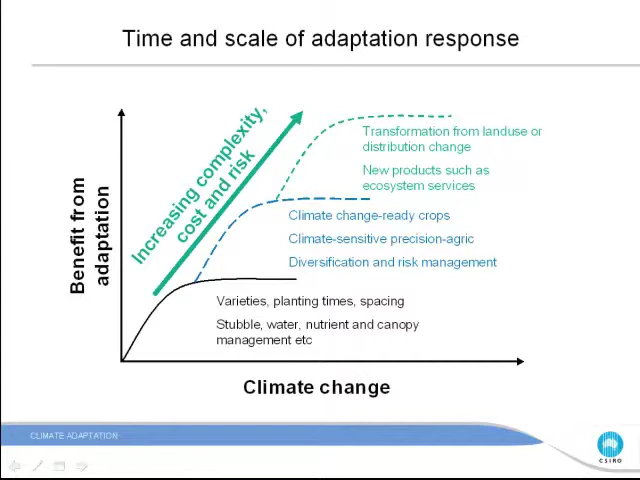 Time and scale of adaptation response
Increasing complexity,
cost and risk
Transformation from landuse or
distribution change
New products such as
ecosystem services
Climate change-ready crops
Climate-sensitive precision-agric
Diversification and risk management
Benefit from
adaptation
Varieties, planting times, spacing
Stubble, water, nutrient and canopy
management etc
Climate change
CLIMATE ADAPTATION
CSIRO